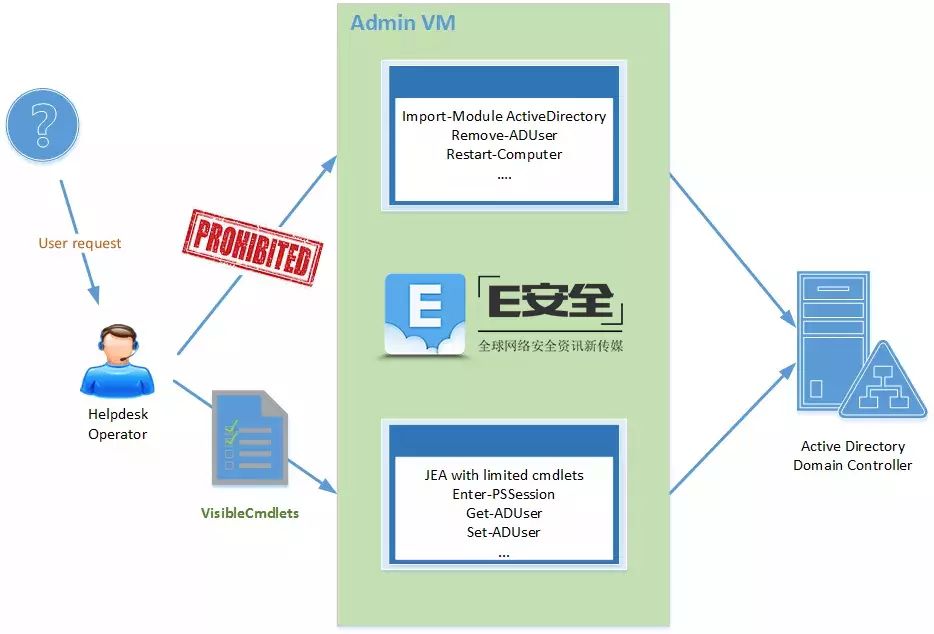 Admin VM
?
Import-Module ActiveDirectory
Remove-ADUser
Restart-Computer
....
User request
PROHIBITED
E
E安全
全球网络安全资讯新传媒
Helpdesk
Operator
VisibleCmdlets
JEA with limited cmdlets
Enter-PSSession
Get-ADUser
Set-ADUser
...
Active Directory
Domain Controller